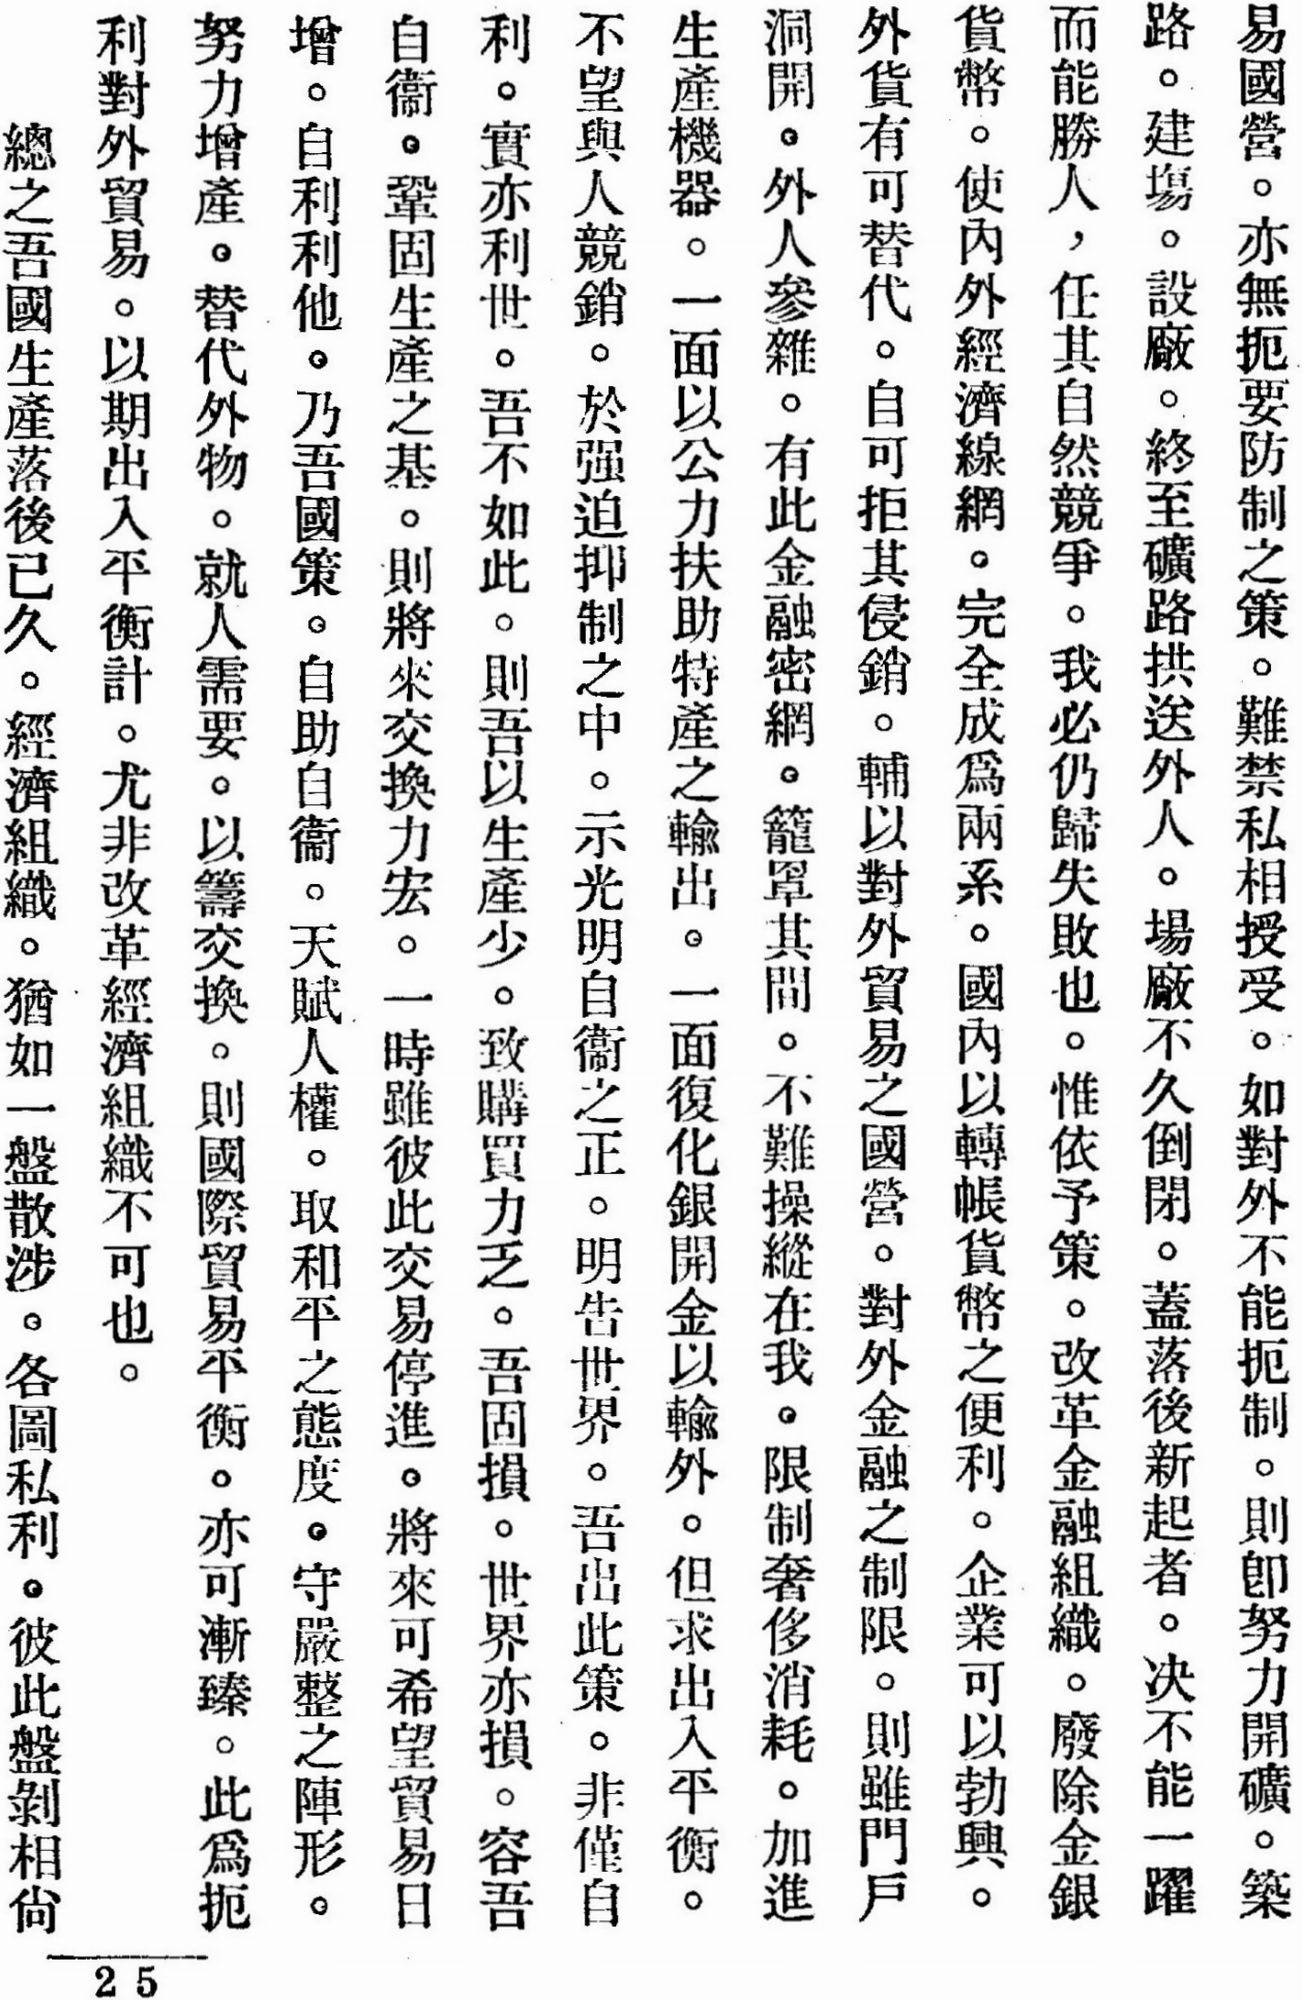 易國營。亦無扼要防制之策。難禁私相授受。如對外不能扼制。則卽努力開礦。築
路。建塲。設廠。終至礦路拱送外人。場廠不久倒閉。蓋落後新起者。决不能一躍
而能勝人，任其自然競爭。我必仍歸失敗也。惟依予策。改革金融組織。廢除金銀
貨幣。使內外經濟線網。完全成爲兩系。國內以轉帳貨幣之便利。企業可以勃興。
外貨有可替代。自可拒其侵銷。輔以對外貿易之國營。對外金融之制限。則雖門戶
洞開。外人參雜。有此金融密網。籠罩其間。不難操縱在我。限制奢侈消耗。加進
生產機器。一面以公力扶助特產之輸出。一面復化銀開金以輸外。但求出入平衡。
不望與人競銷。於强迫抑制之中。示光明自衞之正。明告世界。吾出此策。非僅自
利。實亦利世。吾不如此。則吾以生產少。致購買力乏。吾固損。世界亦損。容吾
自衞。鞏固生產之基。則將來交換力宏。一時雖彼此交易停進。將來可希望貿易日
增。自利利他。乃吾國策。自助自衞。天賦人權。取和平之態度。守嚴整之陣形。
努力增產。替代外物。就人需要。以籌交換。則國際貿易平衡。亦可漸臻。此爲扼
利對外貿易。以期出入平衡計。尤非改革經濟組織不可也。
總之吾國生產落後已久。經濟組織。猶如一盤散涉。各圖私利。彼此盤剝相尙
25